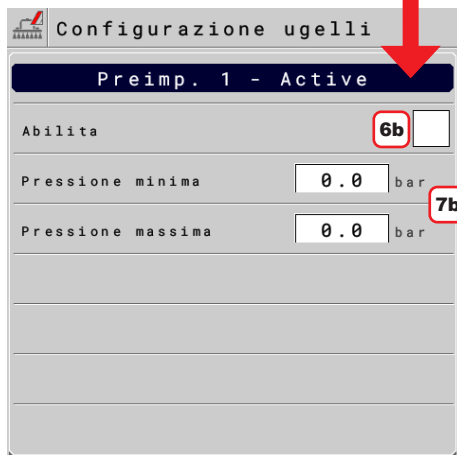 Configurazione ugelli
Preimp. 1 - Active
Abilita 6b
Pressione minima 0.0 bar
7b
Pressione massima 0.0 bar